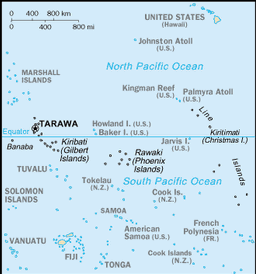 0 400 800 km
0 400 800 mi
UNITED STATES
(Hawaii)
Johnston Atoll
(U.S.)
MARSHALL
ISLANDS
North Pacific Ocean
Kingman Reef
(U.S.)
Palmyra Atoll
(U.S.)
TARAWA
Howland I. (U.S.)
Baker I. (U.S.)
Line
Kiritimati
(Christmas I.)
Equator
Banaba
Kiribati
(Gilbert
Islands)
Jarvis I.
(U.S.)
Rawaki
(Phoenix
Islands)
Islands
TUVALU
Tokelau
(N.Z.)
South Pacific Ocean
SOLOMON
ISLANDS
Cook Is.
(N.Z.)
SAMOA
American
Samoa (U.S.)
French
Polynesia
(FR.)
VANUATU
FIJI
TONGA
Cook Islands
(N.Z.)